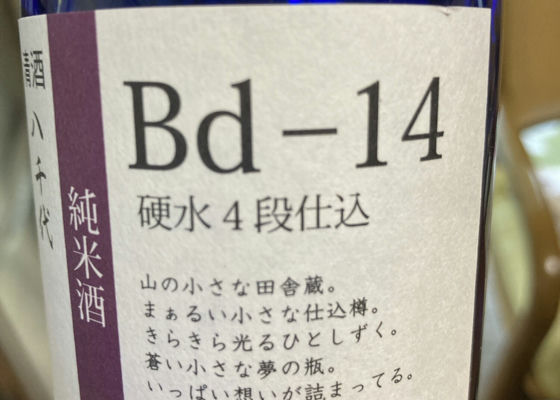 Bd-14
硬水4段仕込
山の小さな田舎蔵。
まぁるい小さな仕込樽。
きらきら光るひとしずく。
蒼い小さな夢の瓶。
いっぱい想いが詰まってる。
純米酒
酒
八千代